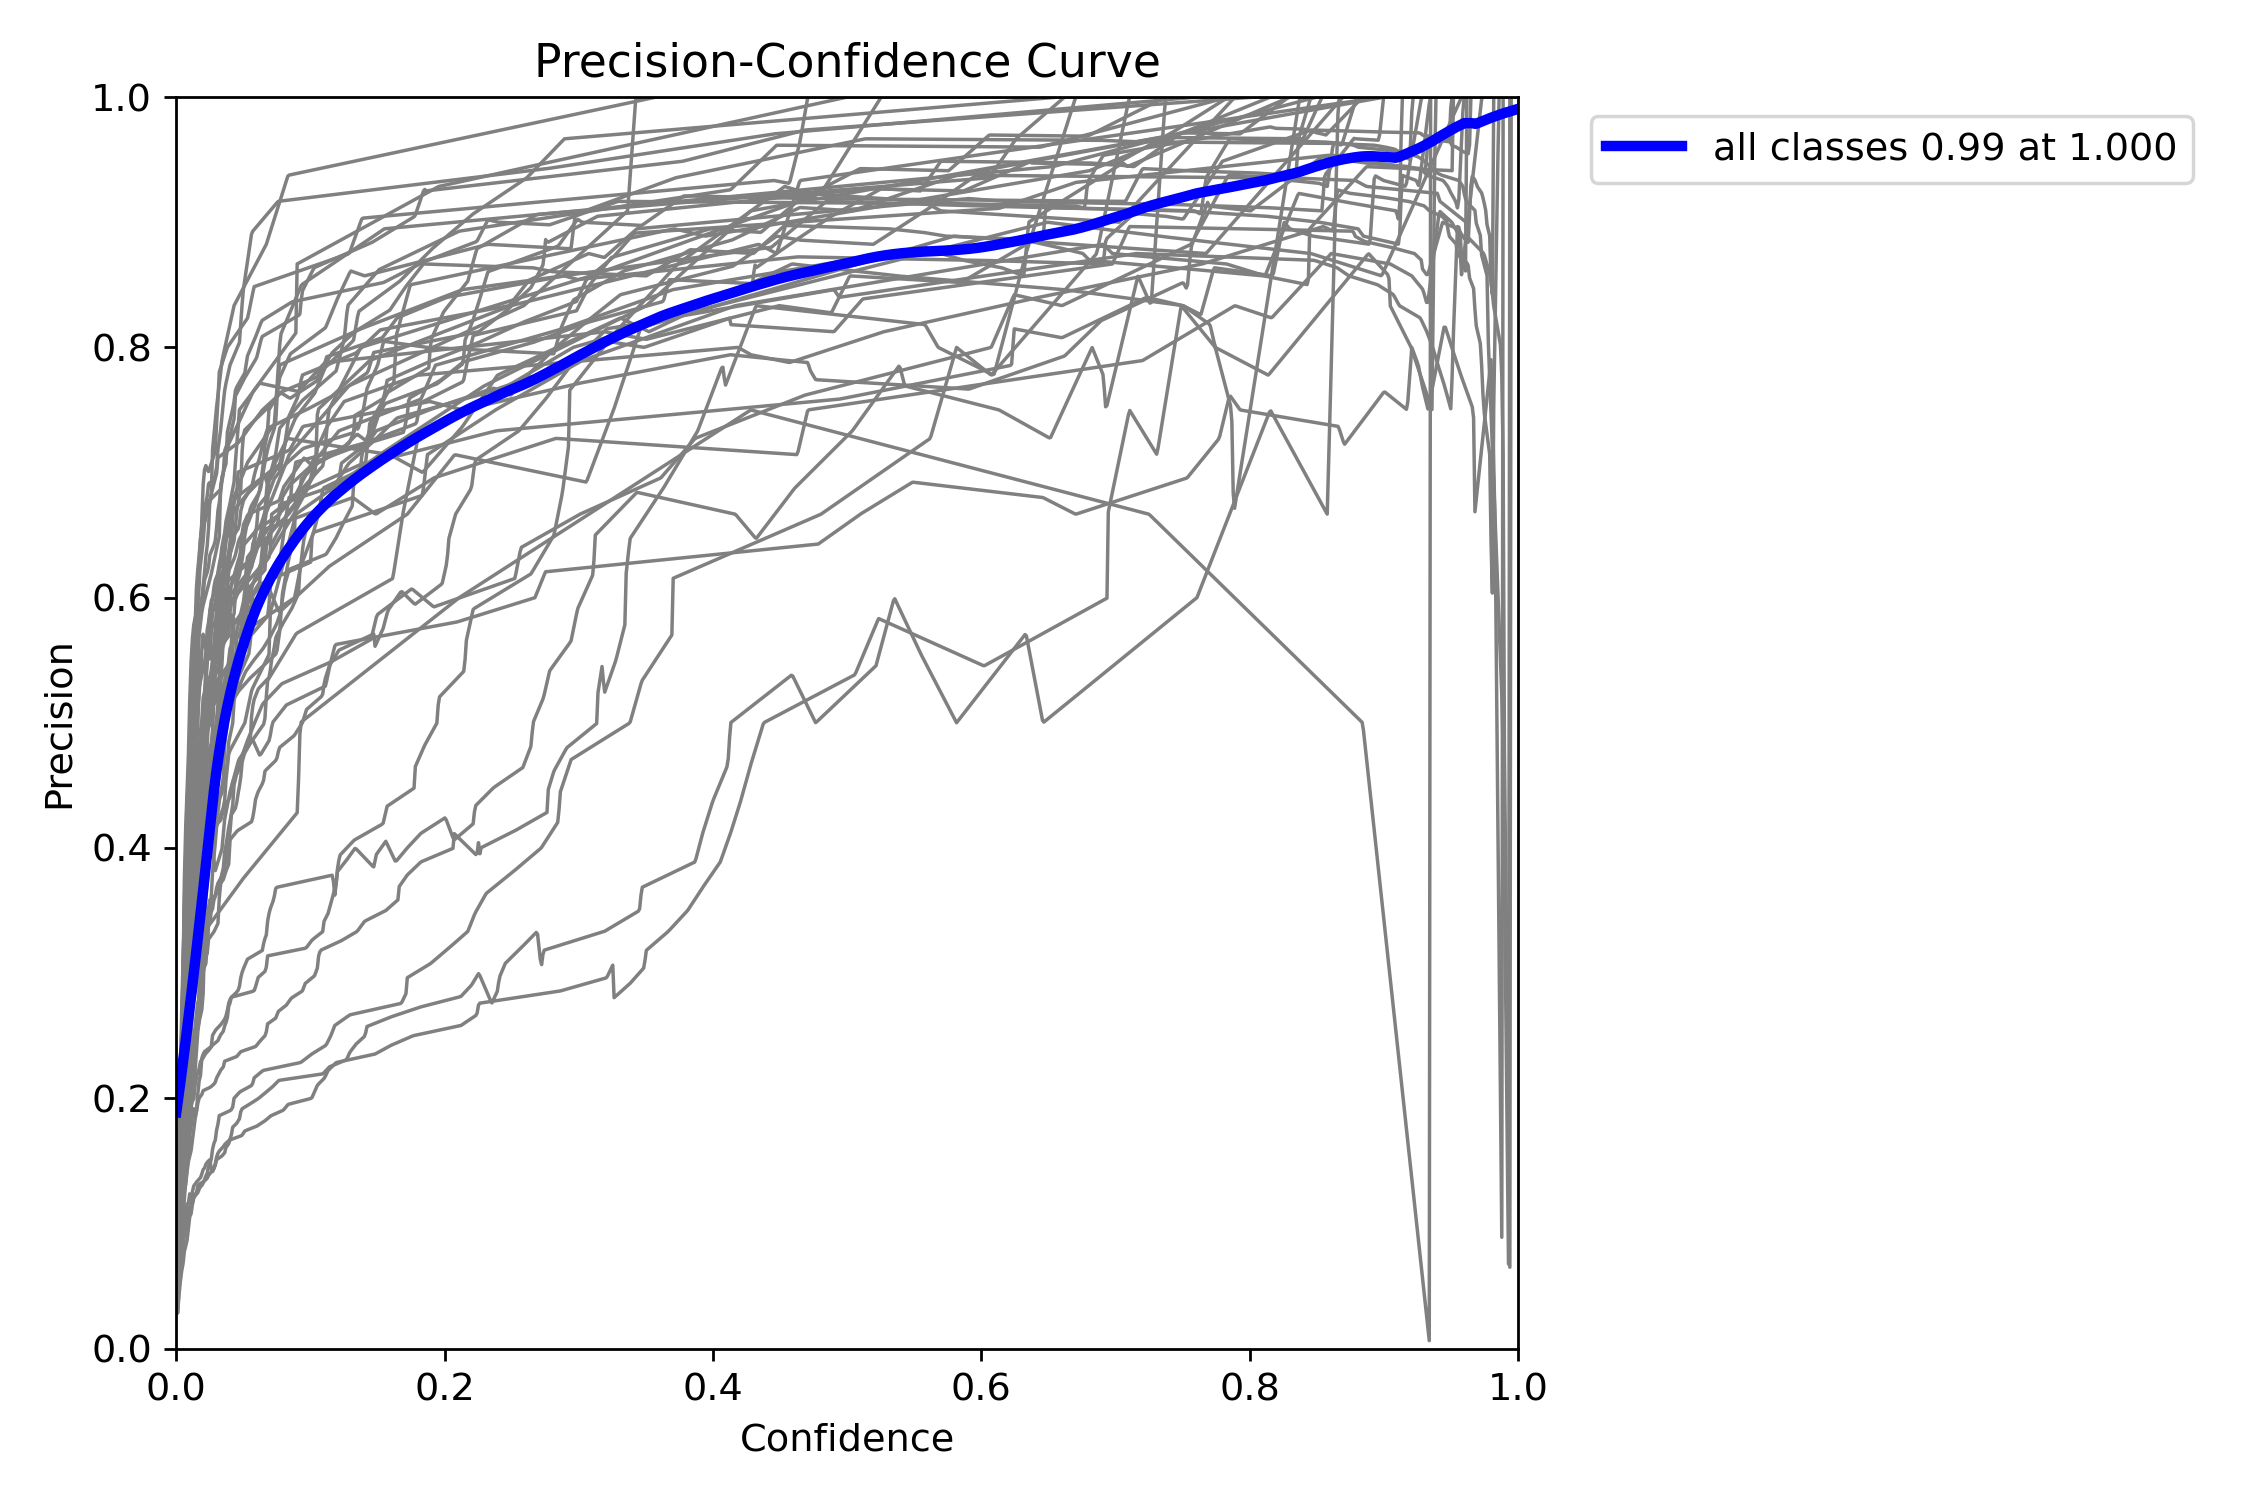 Precision-Confidence Curve
1.0
0.8
0.6
0.4
0.2
0.0
Precision
0.0 0.2 0.4 0.6 0.8 1.0
Confidence
all classes 0.99 at 1.000